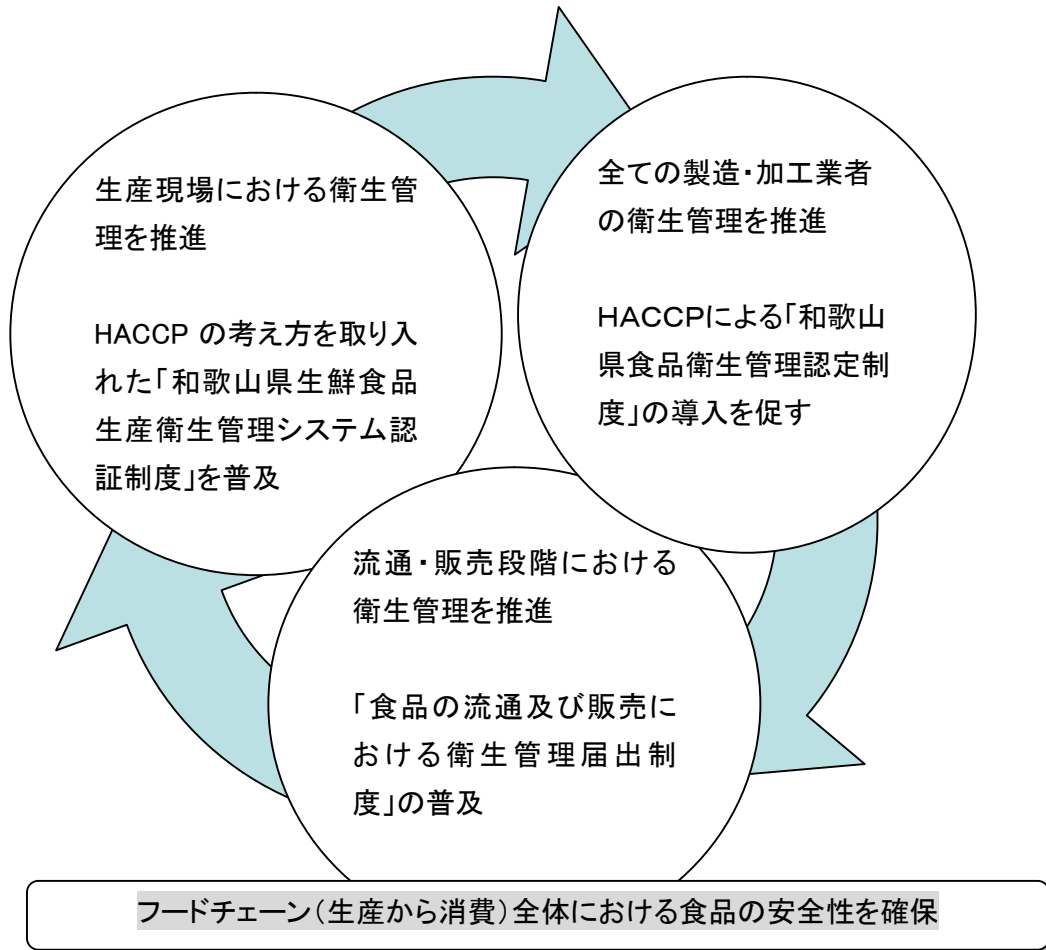 生産現場における衛生管
理を推進
HACCP の考え方を取り入
れた「和歌山県生鮮食品
生産衛生管理システム認
証制度」を普及
全ての製造・加工業者
の衛生管理を推進
HACCPによる「和歌山
県食品衛生管理認定制
度」の導入を促す
流通・販売段階における
衛生管理を推進
「食品の流通及び販売に
おける衛生管理届出制
度」の普及
フードチェーン（生産から消費）全体における食品の安全性を確保